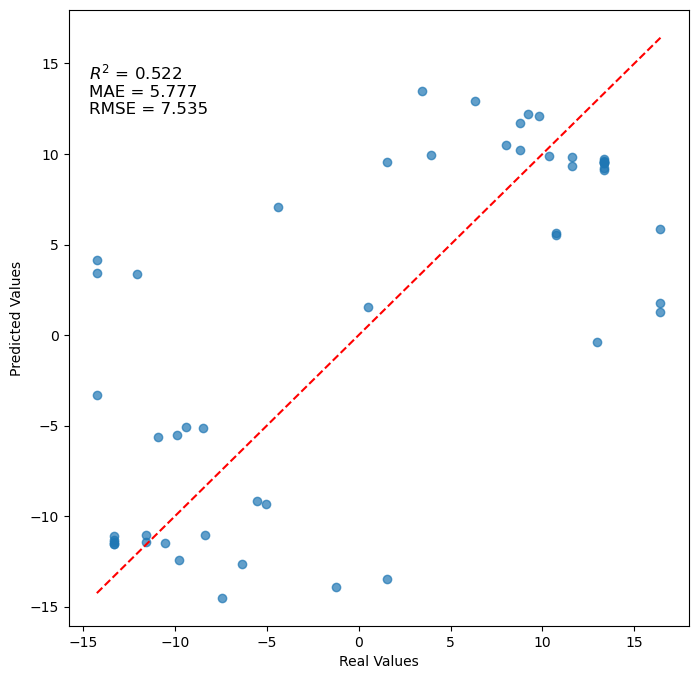 R² = 0.522
MAE = 5.777
RMSE = 7.535
15
10
5
0
−5
−10
−15
Predicted Values
−15 −10 −5 0 5 10 15
Real Values